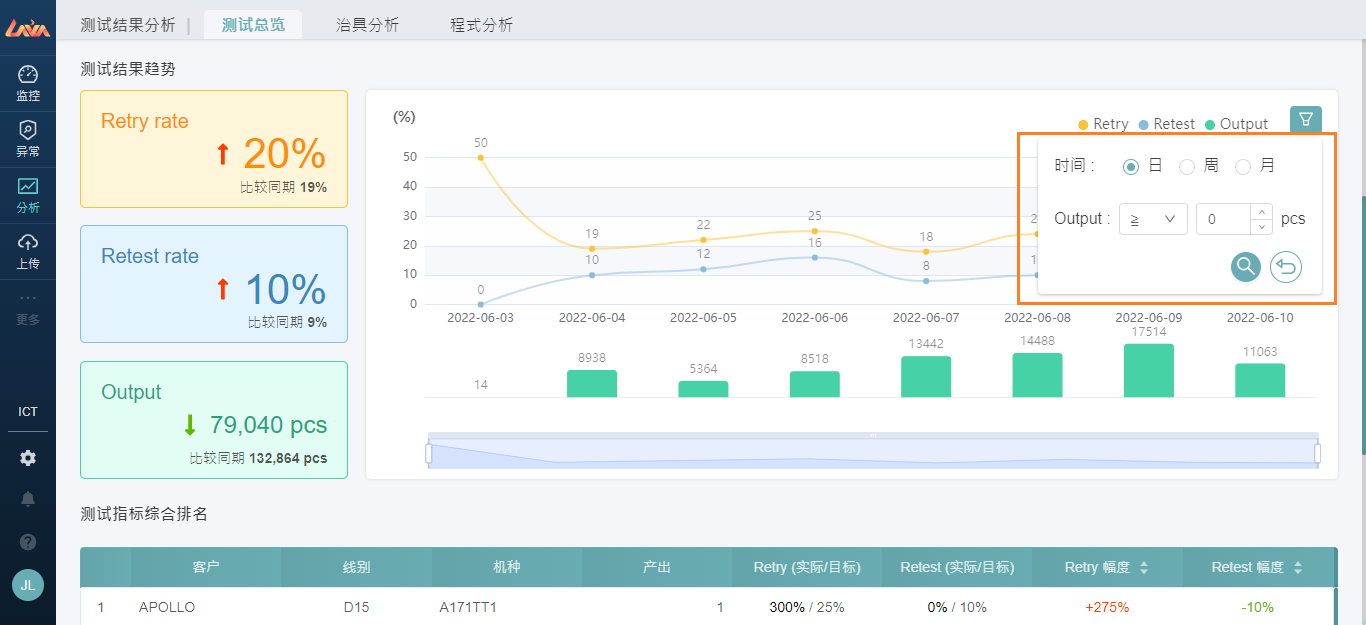 LAVA
测试结果分析 | 测试总览 治具分析 程式分析
监控
异常
分析
上传
更多
ICT
JL
测试结果趋势
Retry rate
20%
比较同期 19%
Retest rate
10%
比较同期 9%
Output
79,040 pcs
比较同期 132,864 pcs
(%)
Retry Retest Output
50
40
30
20
10
0
50 19 22 25 18
0 10 12 16 8
2022-06-03 2022-06-04 2022-06-05 2022-06-06 2022-06-07 2022-06-08 2022-06-09 2022-06-10
14 8938 5364 8518 13442 14488 17514 11063
时间 : 日 周 月
Output : ≧ 0 pcs
测试指标综合排名
客户 线别 机种 产出 Retry (实际/目标) Retest (实际/目标) Retry 幅度 Retest 幅度
1 APOLLO D15 A171TT1 1 300% / 25% 0% / 10% +275% -10%